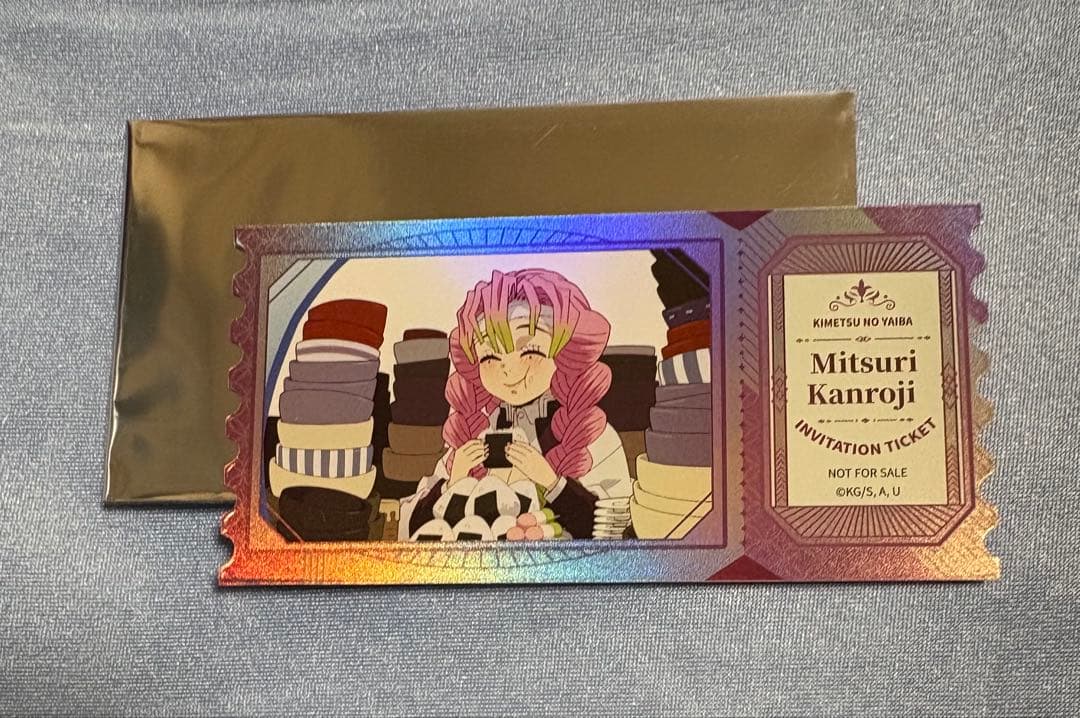 KIMETSU NO YAIBA
Mitsuri
Kanroji
INVITATION TICKET
NOT FOR SALE
©KG/S, A, U